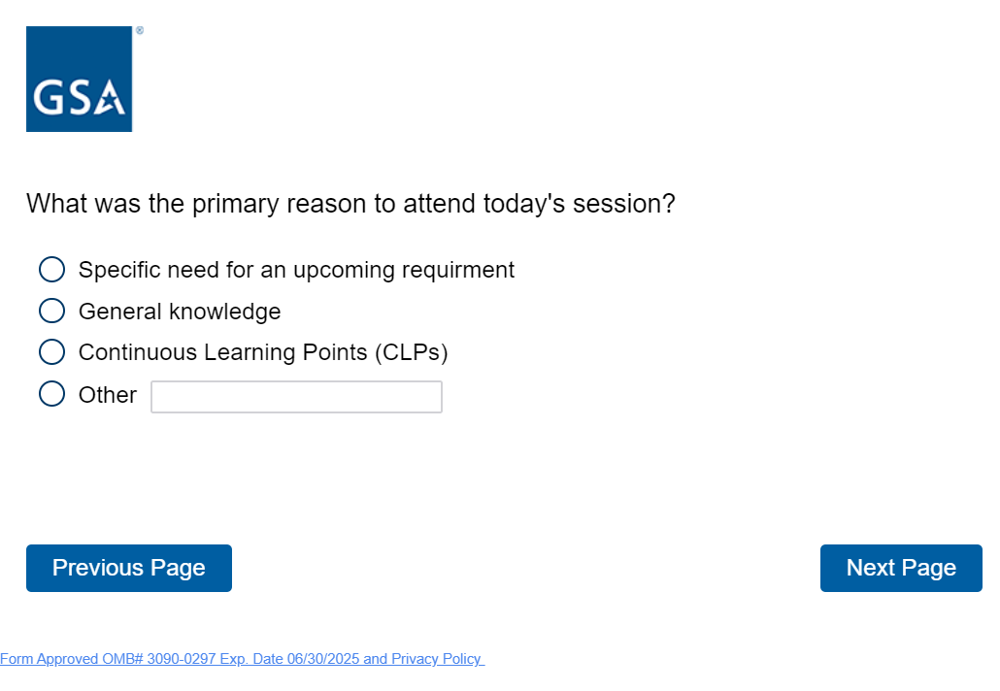 GSA
®
What was the primary reason to attend today's session?
Specific need for an upcoming requirment
General knowledge
Continuous Learning Points (CLPs)
Other
Previous Page
Next Page
Form Approved OMB# 3090-0297 Exp. Date 06/30/2025 and Privacy Policy